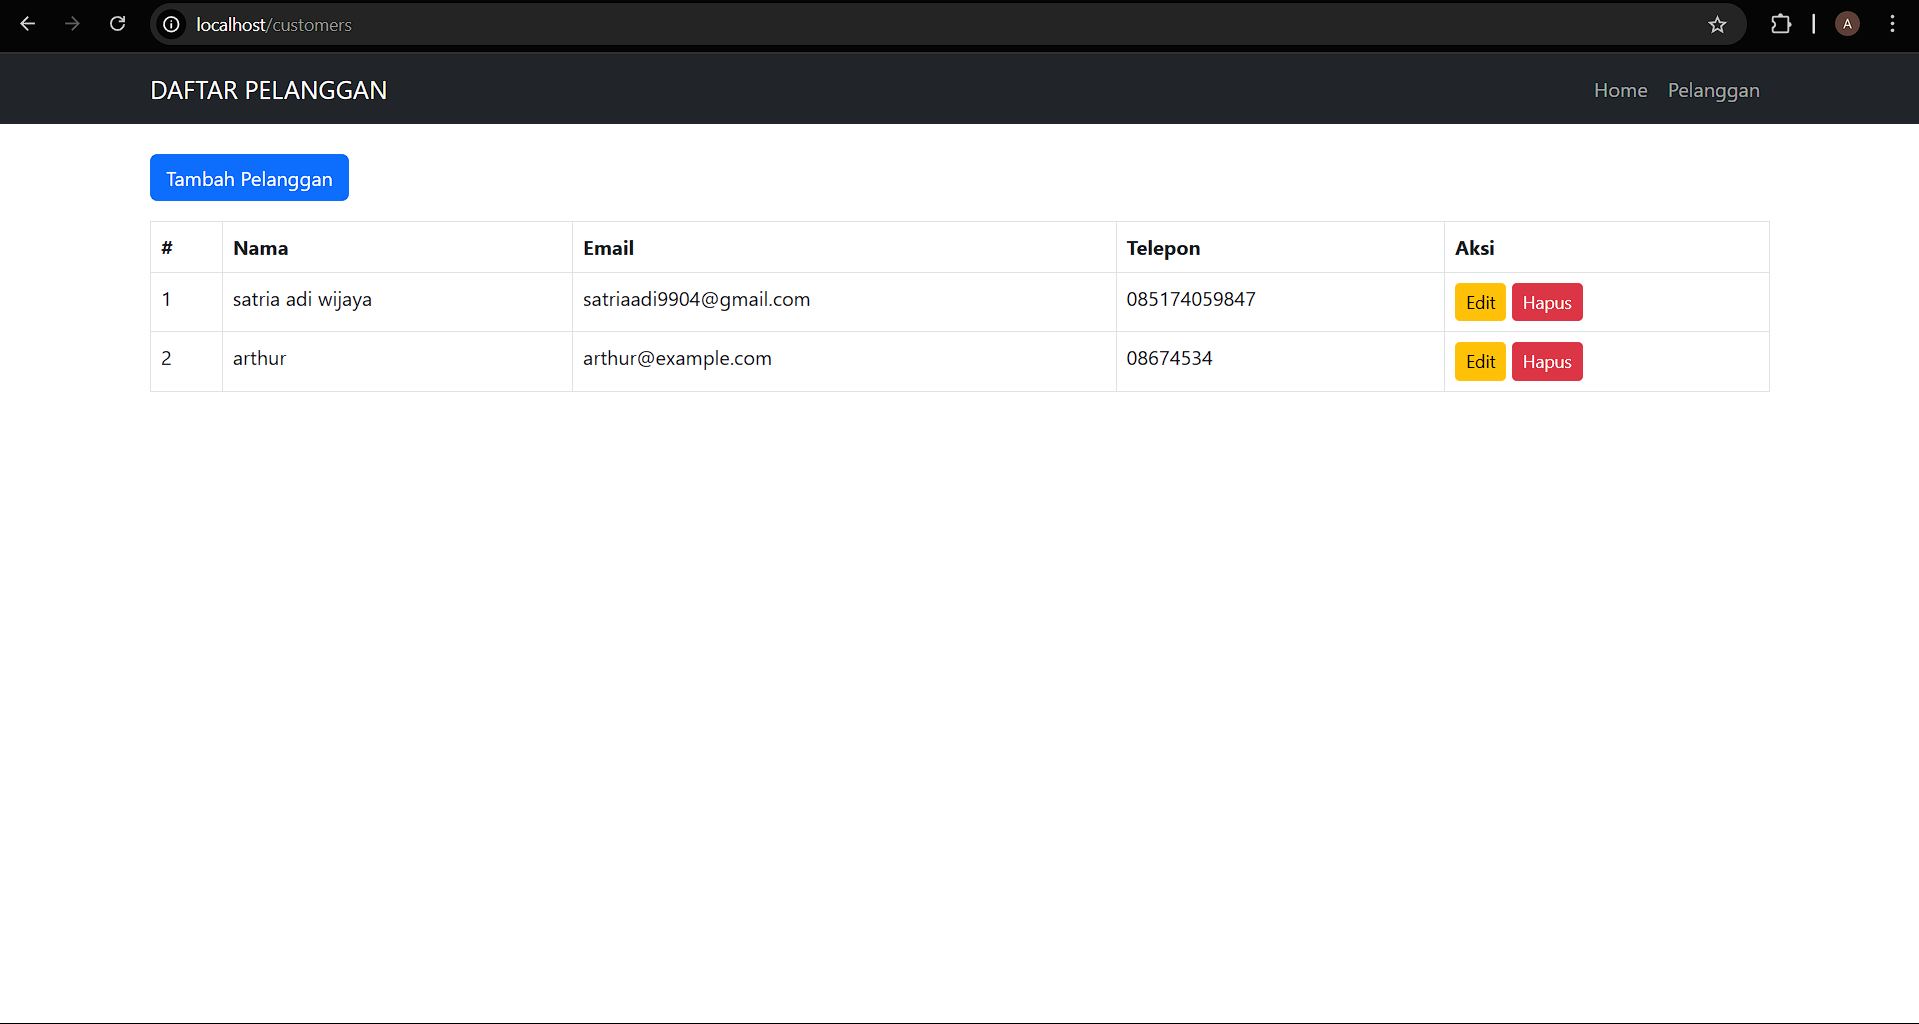 localhost/customers
A
DAFTAR PELANGGAN Home Pelanggan
Tambah Pelanggan
# Nama Email Telepon Aksi
1 satria adi wijaya satriaadi9904@gmail.com 085174059847 Edit Hapus
2 arthur arthur@example.com 08674534 Edit Hapus